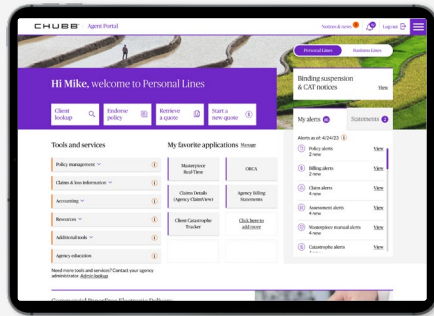 CHUBB® Agent Portal
Notices & news
Log out
Personal Lines
Business Lines
Hi Mike, welcome to Personal Lines
Client
lookup
Endorse
policy
Retrieve
a quote
Start a
new quote
Binding suspension
& CAT notices
View
My alerts
Statements 2
Alerts as of: 4/24/23
Policy alerts
2 new
View
Billing alerts
2 new
View
Claim alerts
4 new
View
Assessment alerts
4 new
View
Masterpiece manual alerts
4 new
View
Catastrophe alerts
View
Tools and services
Policy management
Claims & loss information
Accounting
Resources
Additional tools
Agency education
Need more tools and services? Contact your agency
administrator Admin lookup
My favorite applications Manage
Masterpiece
Real-Time
ORCA
Claims Details
(Agency ClaimView)
Agency Billing
Statements
Client Catastrophe
Tracker
Click here to
add more
Commercial Paperless Electronic Delivery